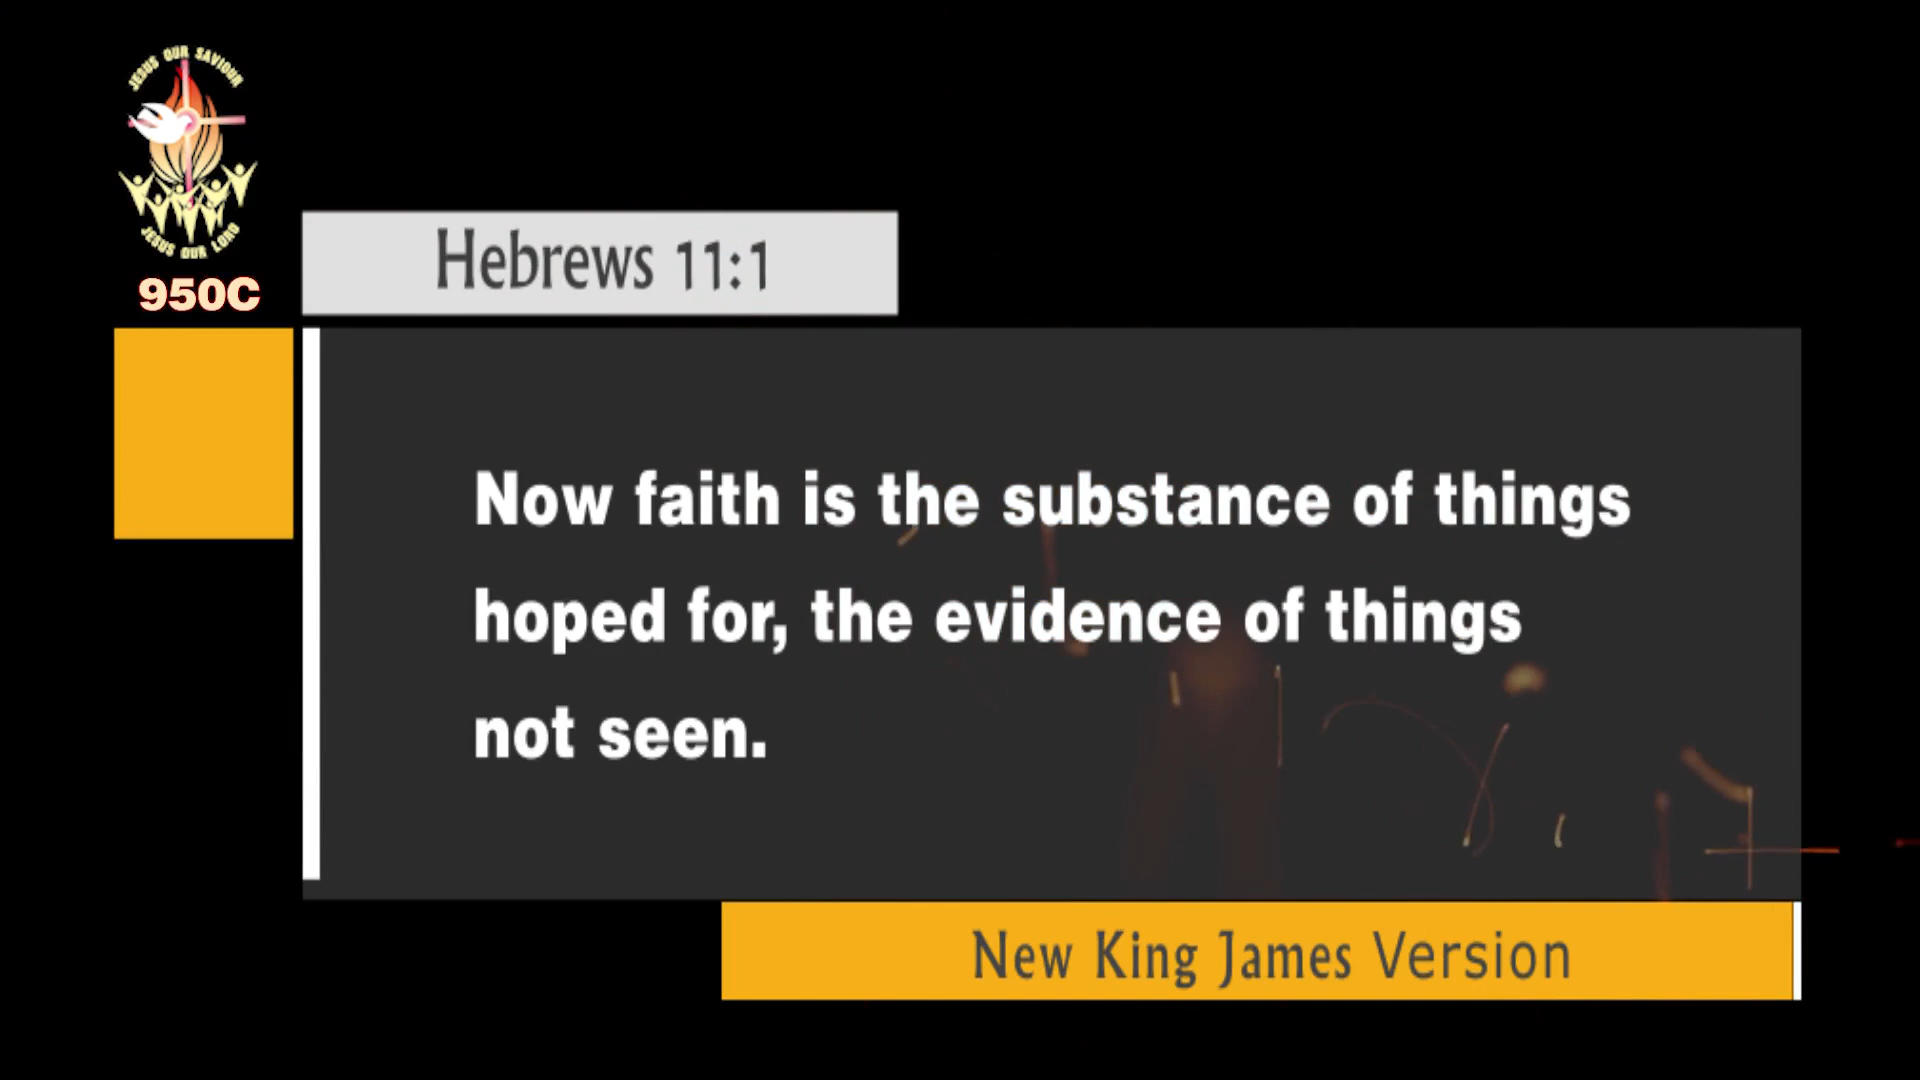 JESUS OUR SAVIOUR
JESUS OUR LORD
950C
Hebrews 11:1
Now faith is the substance of things
hoped for, the evidence of things
not seen.
New King James Version